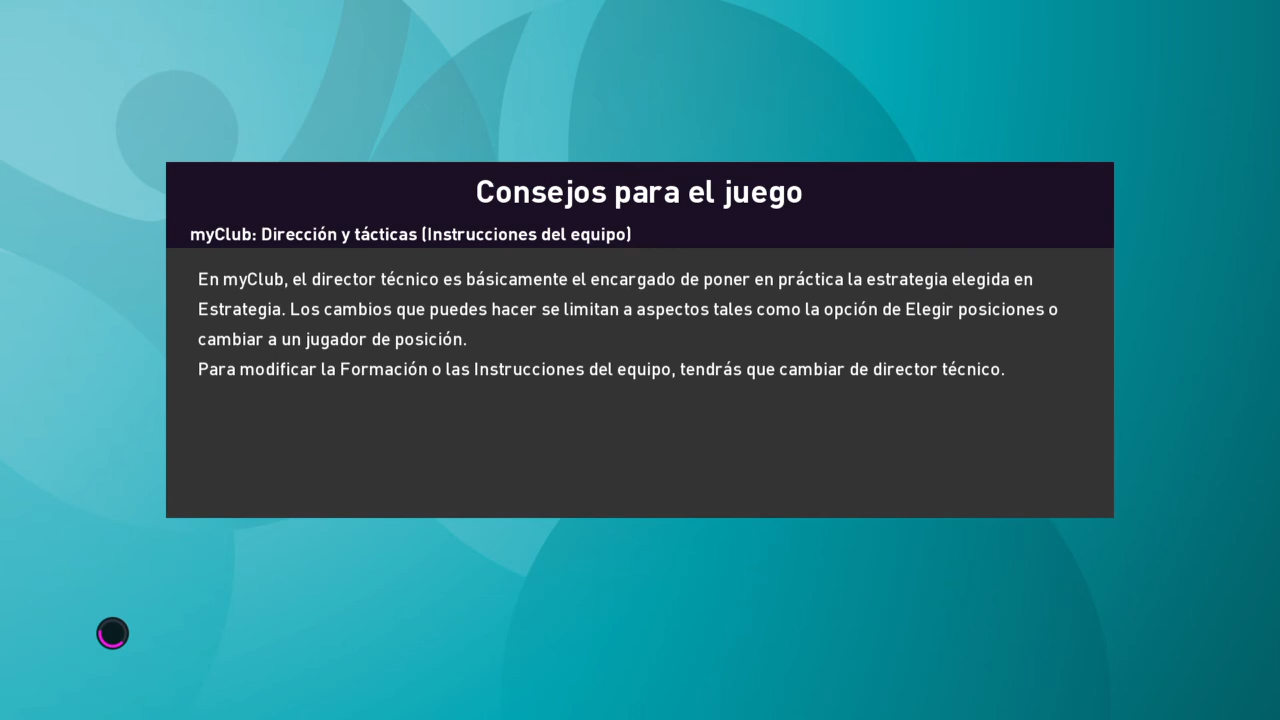 Consejos para el juego
myClub: Dirección y tácticas (Instrucciones del equipo)
En myClub, el director técnico es básicamente el encargado de poner en práctica la estrategia elegida en
Estrategia. Los cambios que puedes hacer se limitan a aspectos tales como la opción de Elegir posiciones o
cambiar a un jugador de posición.
Para modificar la Formación o las Instrucciones del equipo, tendrás que cambiar de director técnico.